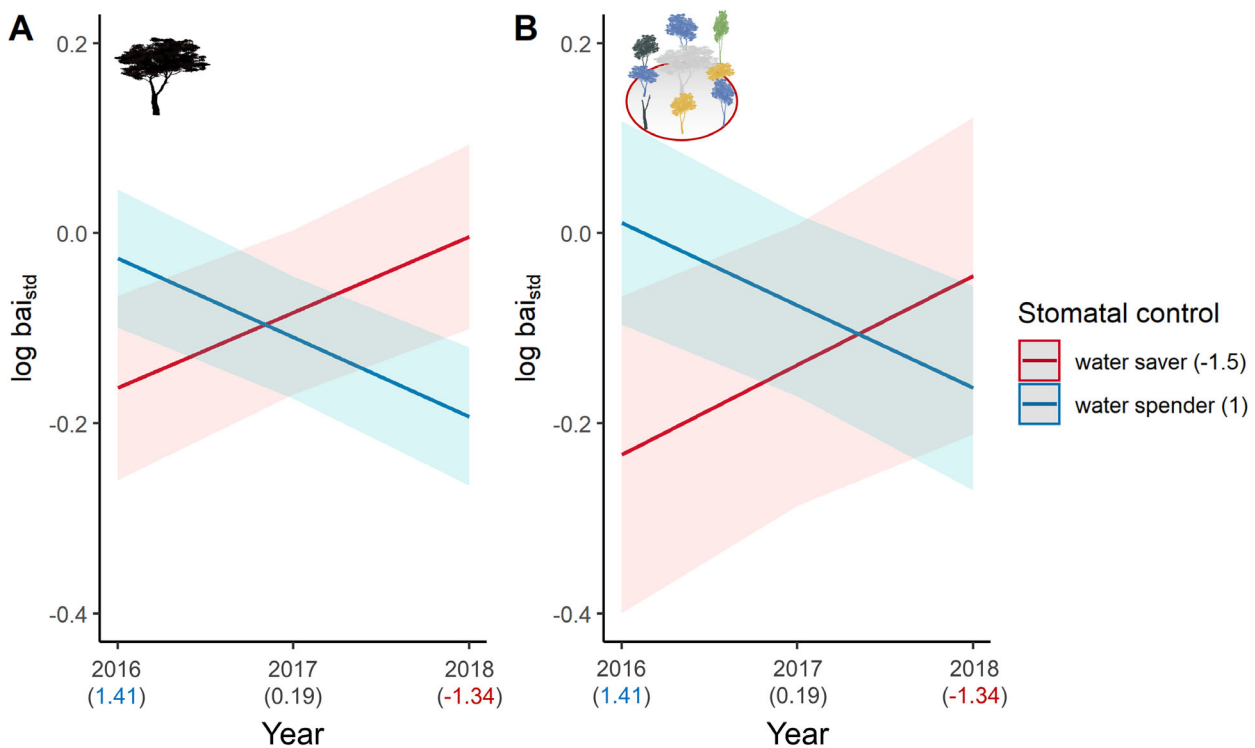 A
B
0.2
0.0
-0.2
-0.4
log bai_std
2016
(1.41)
2017
(0.19)
2018
(-1.34)
Year
0.2
0.0
-0.2
-0.4
log bai_std
2016
(1.41)
2017
(0.19)
2018
(-1.34)
Year
Stomatal control
water saver (-1.5)
water spender (1)